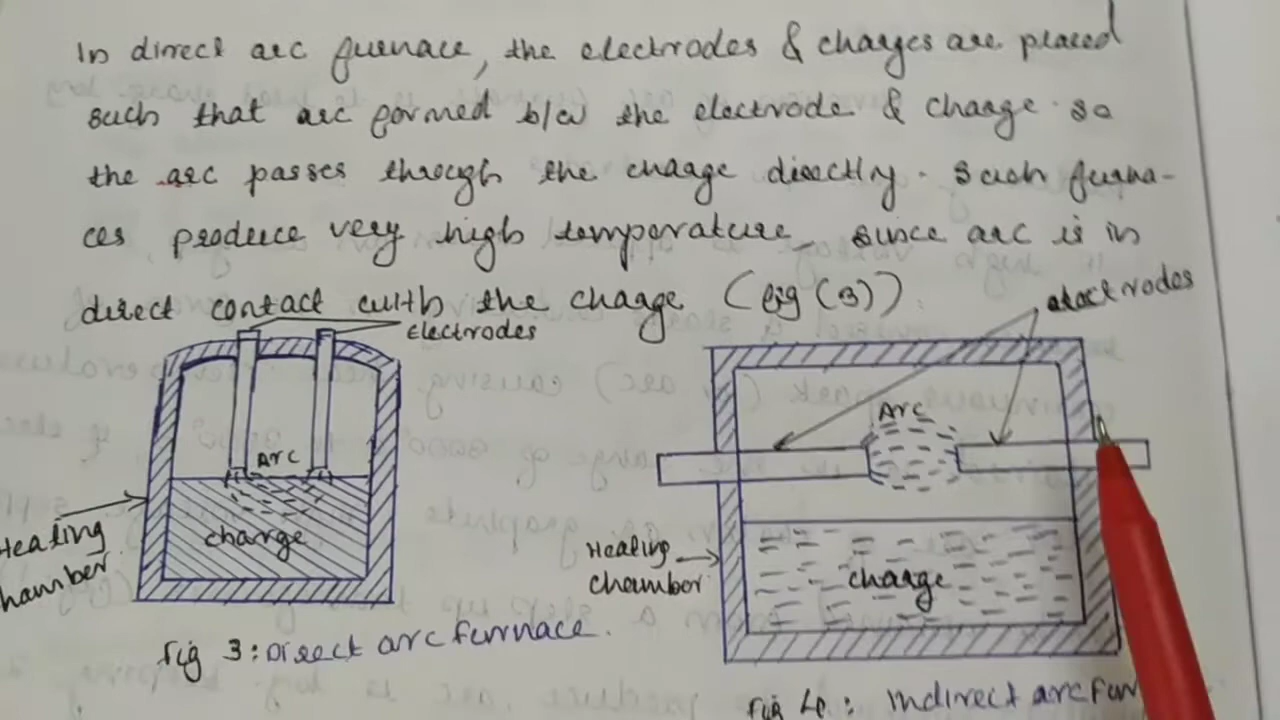 In direct arc furnace, the electrodes & charges are placed
such that arc formed b/w the electrode & charge. so
the arc passes through the charge directly. Such furna-
ces produce very high temperature since arc is in
direct contact with the charge (fig (3)).
electrodes
electrodes
Arc
Arc
charge
Heating
chamber
Heating
chamber
charge
Fig 3: Direct arc furnace.
Fig 4: Indirect arc fur